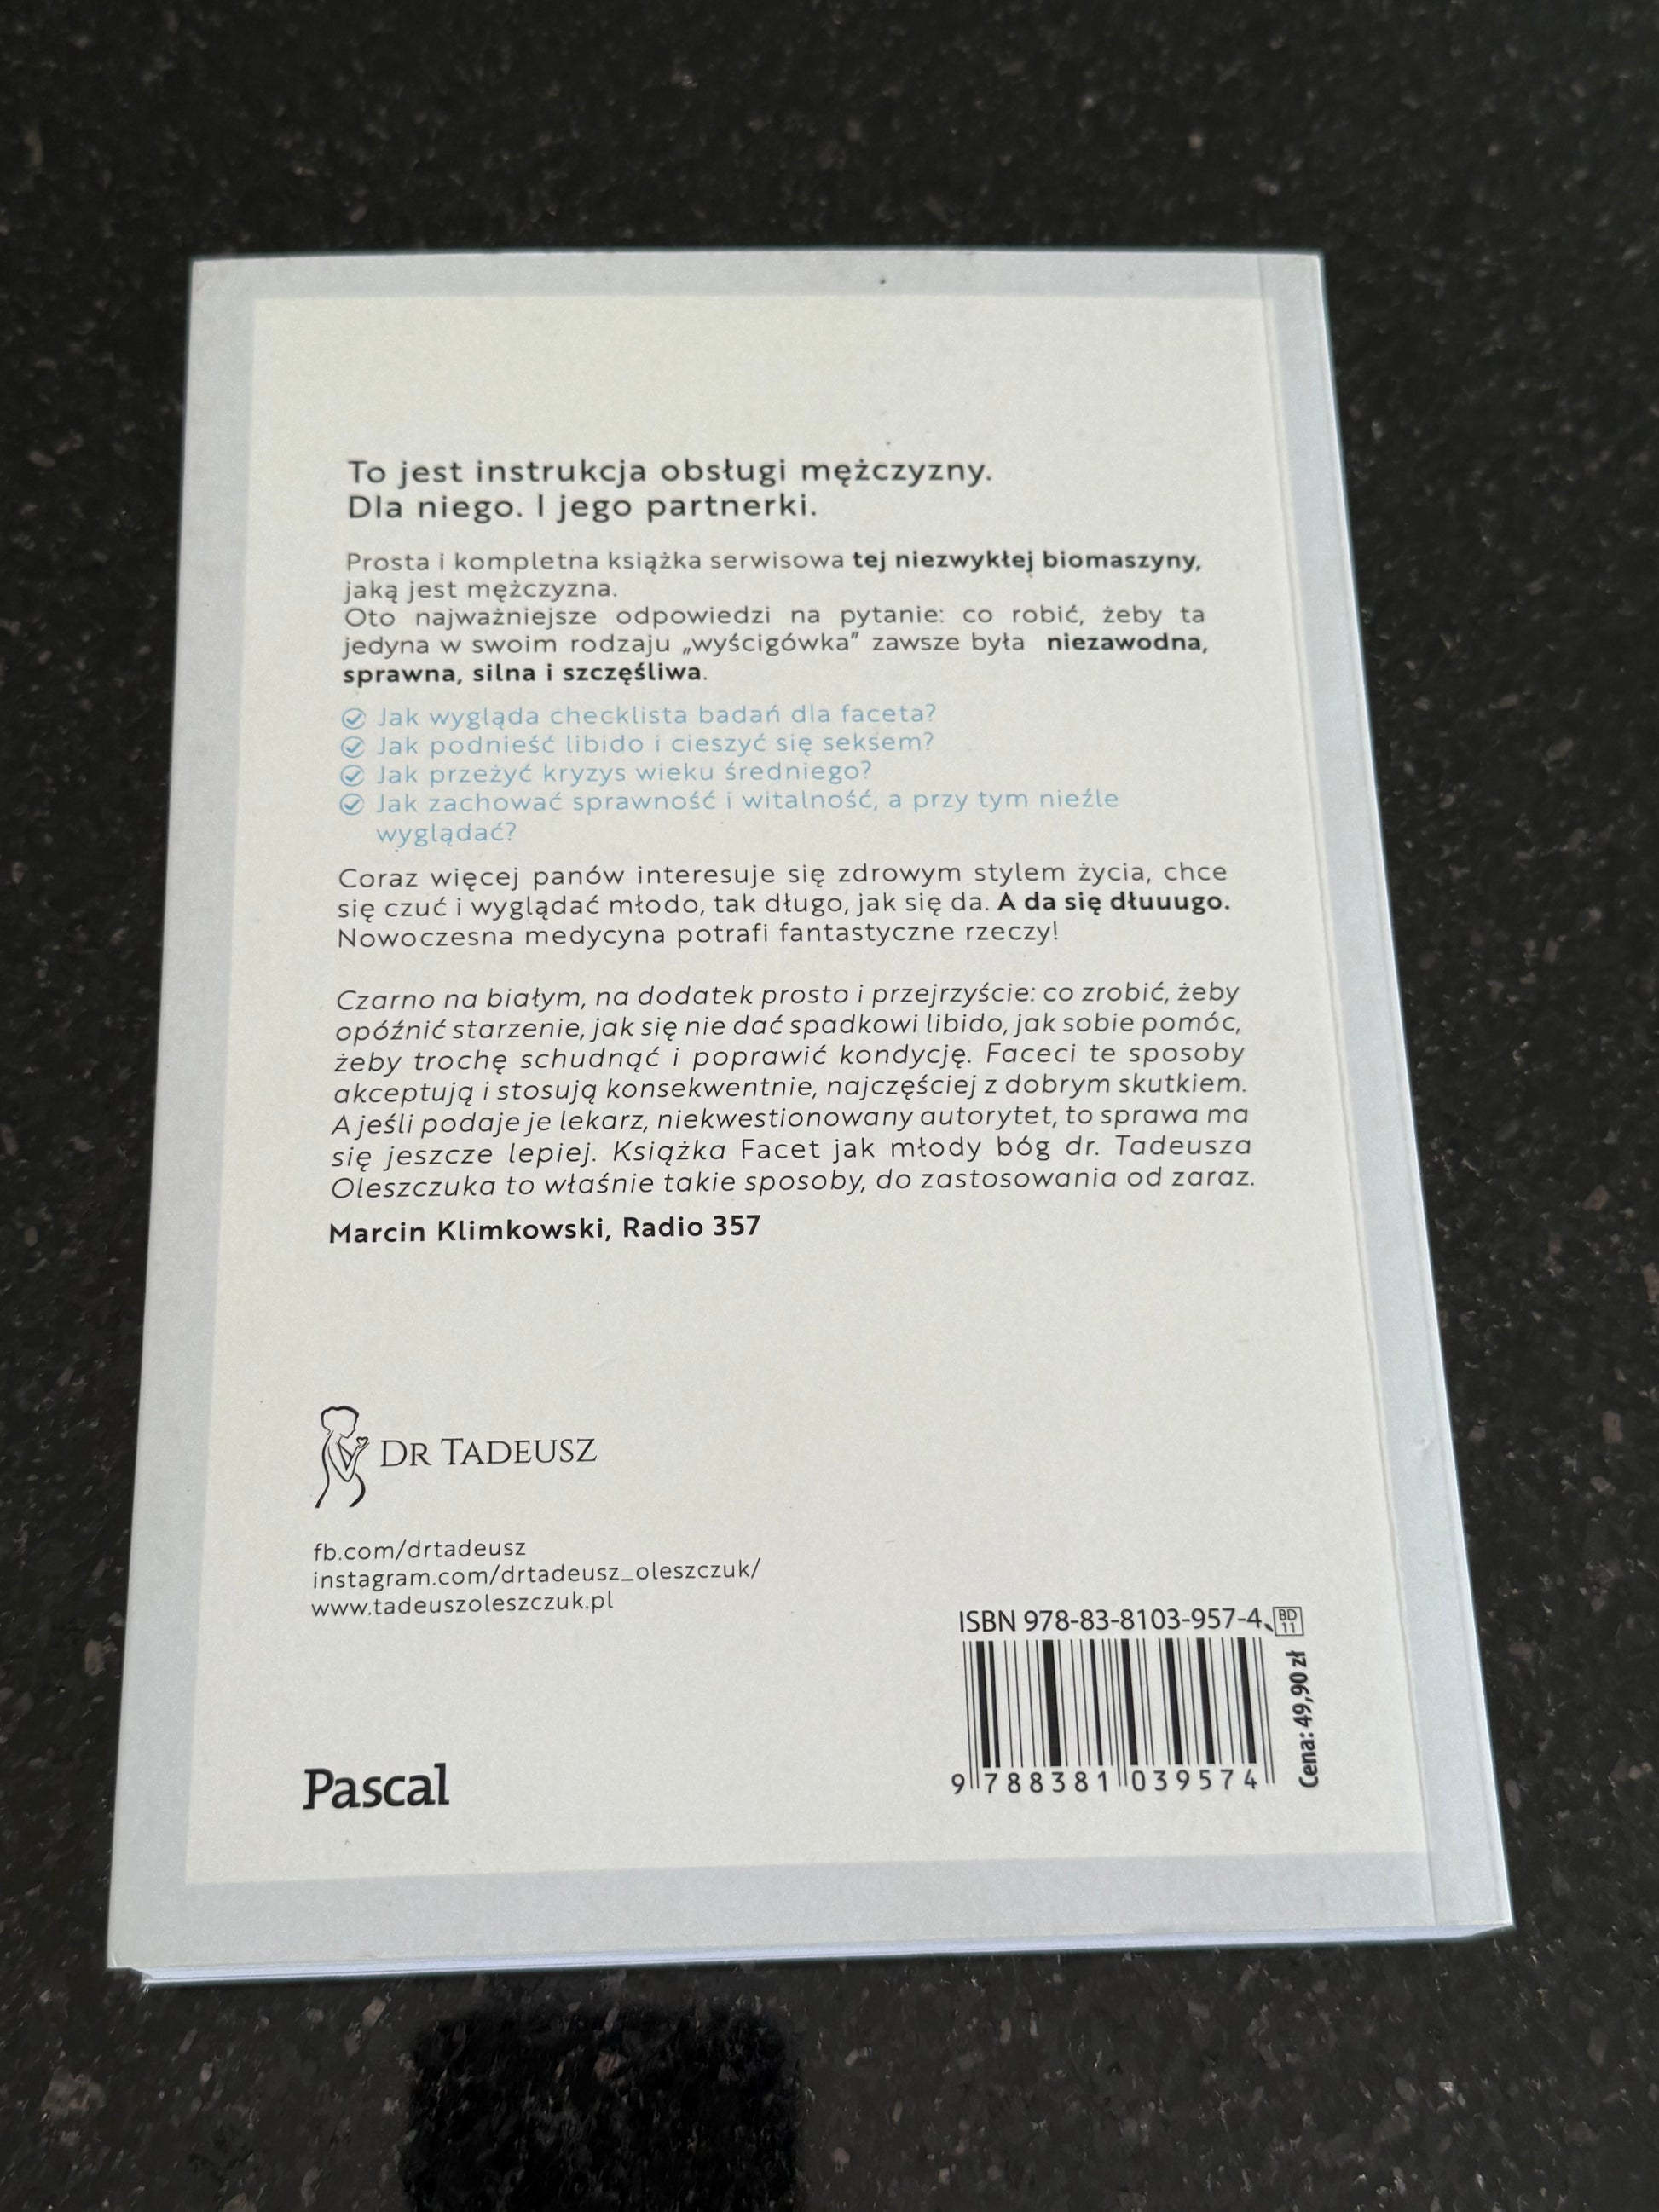 To jest instrukcja obsługi mężczyzny.
Dla niego. I jego partnerki.
Prosta i kompletna książka serwisowa tej niezwykłej biomaszyny,
jaką jest mężczyzna.
Oto najważniejsze odpowiedzi na pytanie: co robić, żeby ta
jedyna w swoim rodzaju „wyścigówka" zawsze była niezawodna,
sprawna, silna i szczęśliwa.
Jak wygląda checklista badań dla faceta?
Jak podnieść libido i cieszyć się seksem?
Jak przeżyć kryzys wieku średniego?
Jak zachować sprawność i witalność, a przy tym nieźle
wyglądać?
Coraz więcej panów interesuje się zdrowym stylem życia, chce
się czuć i wyglądać młodo, tak długo, jak się da. A da się dłuuugo.
Nowoczesna medycyna potrafi fantastyczne rzeczy!
Czarno na białym, na dodatek prosto i przejrzyście: co zrobić, żeby
opóźnić starzenie, jak się nie dać spadkowi libido, jak sobie pomóc,
żeby trochę schudnąć i poprawić kondycję. Faceci te sposoby
akceptują i stosują konsekwentnie, najczęściej z dobrym skutkiem.
A jeśli podaje je lekarz, niekwestionowany autorytet, to sprawa ma
się jeszcze lepiej. Książka Facet jak młody bóg dr. Tadeusza
Oleszczuka to właśnie takie sposoby, do zastosowania od zaraz.
Marcin Klimkowski, Radio 357
DR TADEUSZ
fb.com/drtadeusz
instagram.com/drtadeusz_oleszczuk/
www.tadeuszoleszczuk.pl
Pascal
ISBN 978-83-8103-957-4
BD
11
9 788381 039574
Cena: 49,90 zł